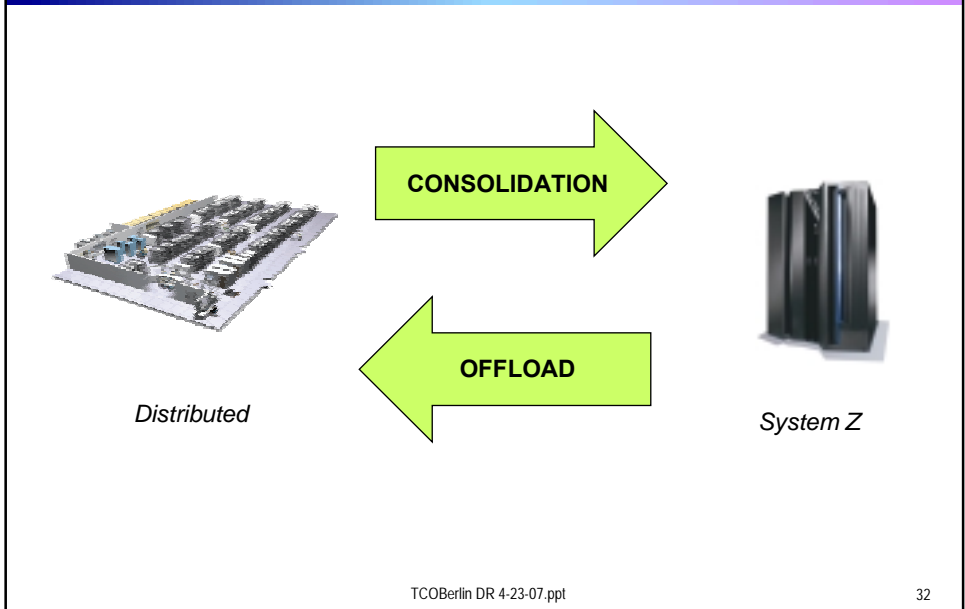 CONSOLIDATION
OFFLOAD
Distributed
System Z
TCOBerlin DR 4-23-07.ppt
32